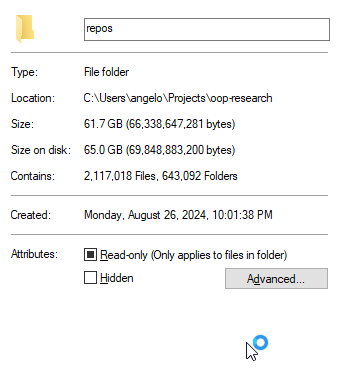 repos
Type: File folder
Location: C:\Users\angelo\Projects\oop-research
Size: 61.7 GB (66,338,647,281 bytes)
Size on disk: 65.0 GB (69,848,883,200 bytes)
Contains: 2,117,018 Files, 643,092 Folders
Created: Monday, August 26, 2024, 10:01:38 PM
Attributes: Read-only (Only applies to files in folder)
Hidden Advanced...